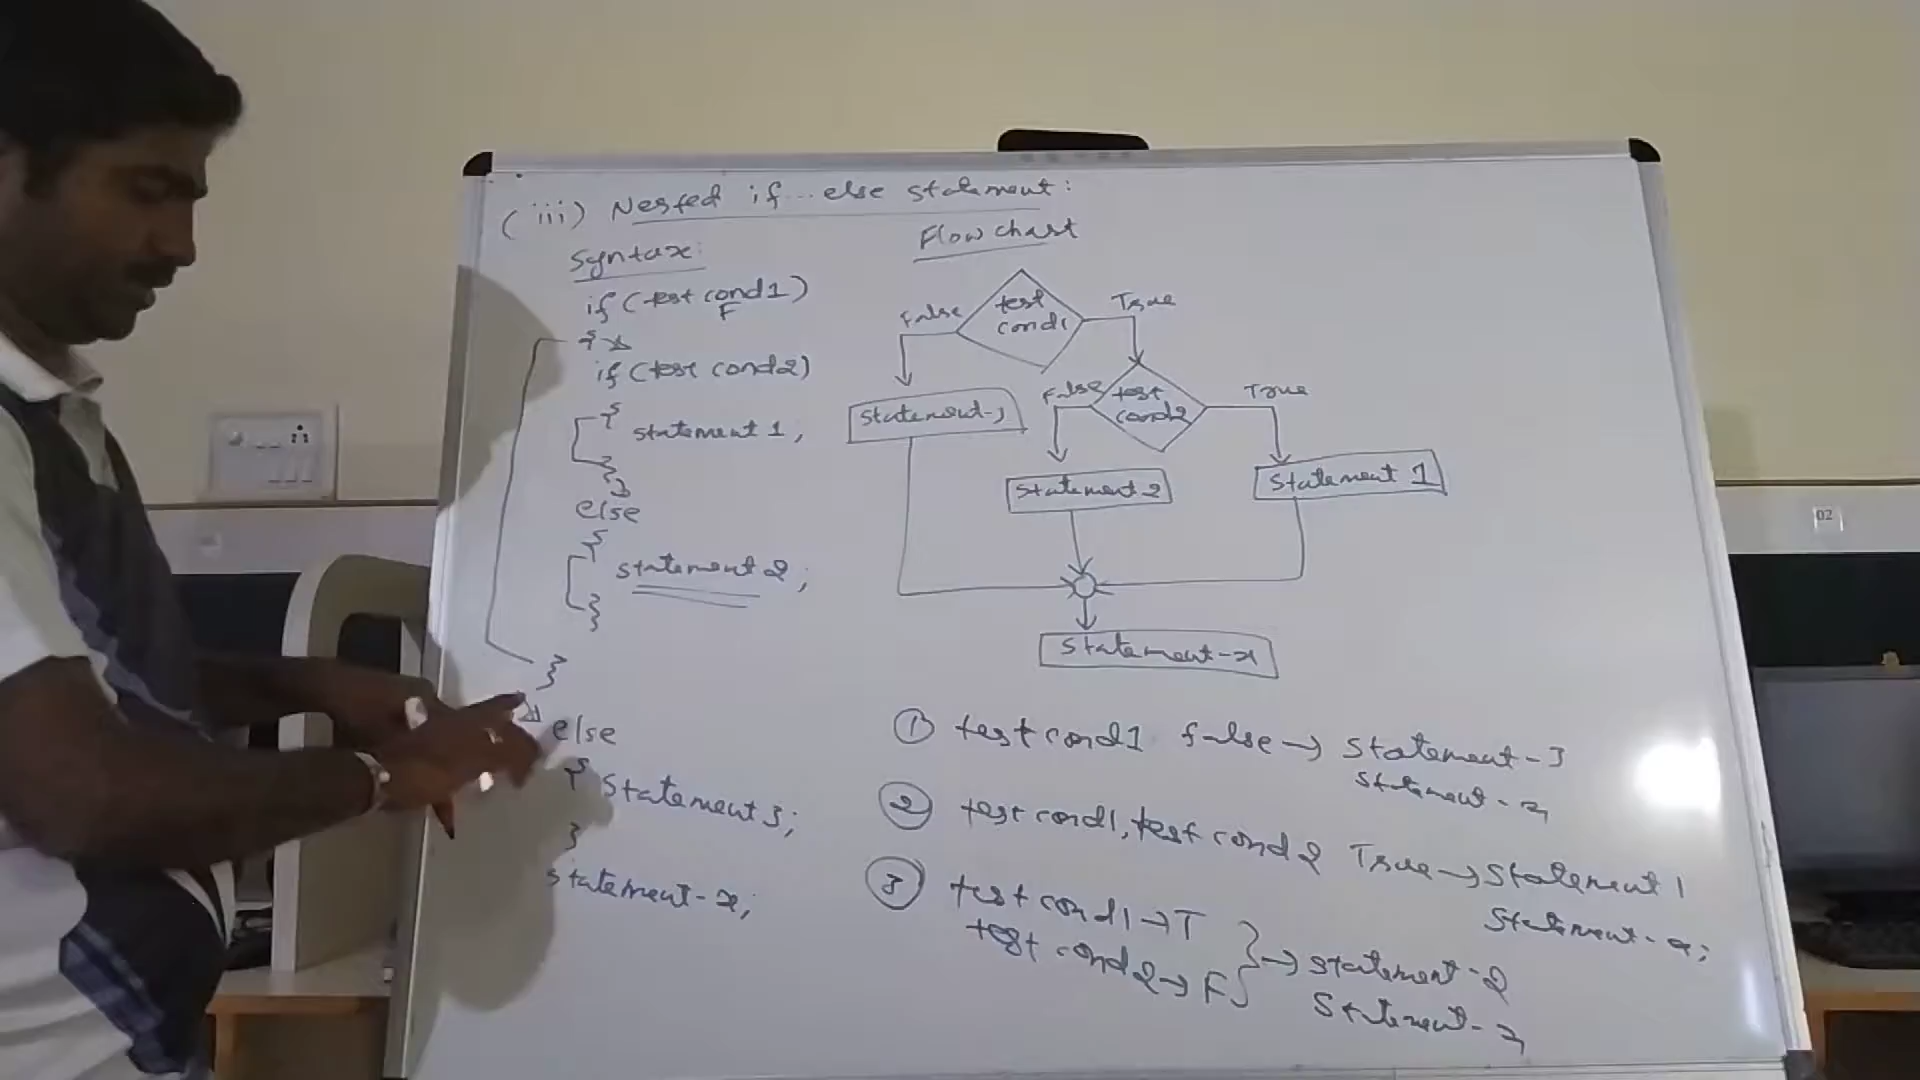 (iii) Nested if...else statement:
Syntax:
if (test cond1)
F
{
if (test cond2)
{
statement 1;
}
else
{
statement 2;
}
}
else
{
Statement 3;
}
statement-x;
Flow chart
test
cond1
False
True
Statement-3
test
cond2
False
True
Statement 2
Statement 1
Statement-x
① test cond1 false → Statement-3
Statement-x
② test cond1, test cond2 True → Statement 1
Statement-x;
③ test cond1 → T
test cond2 → F } → Statement-2
Statement-x
02